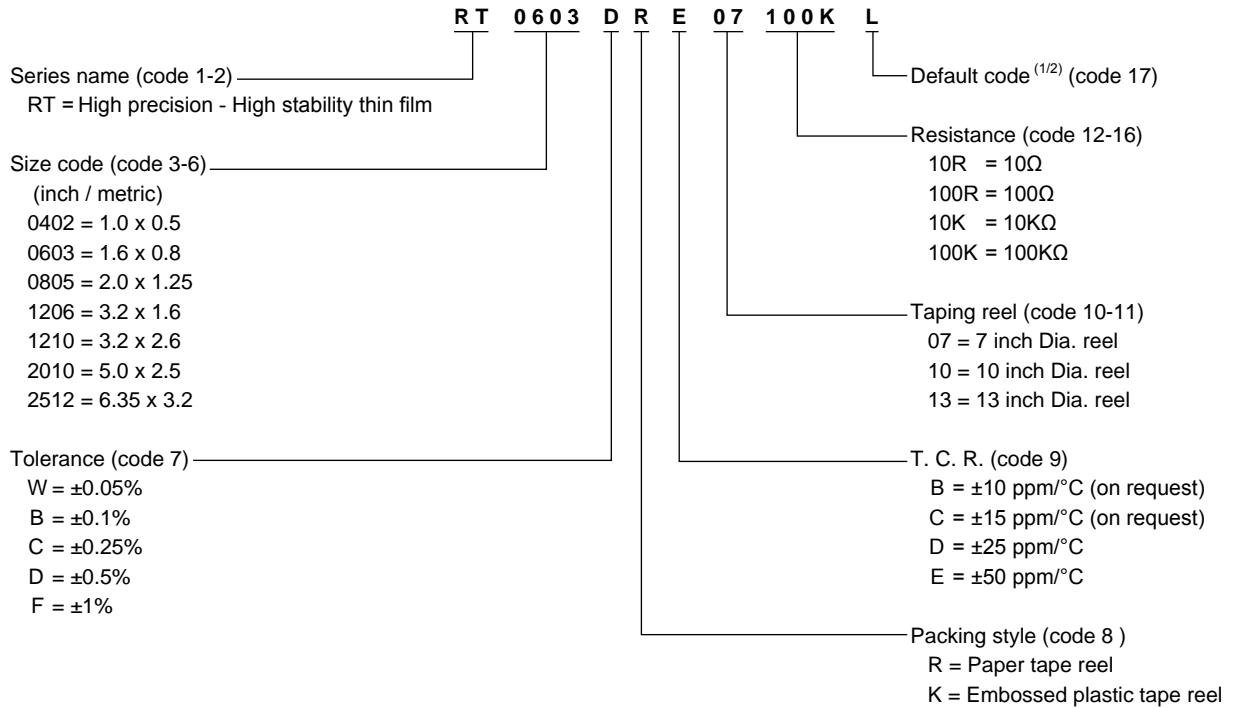 RT 0603 D R E 07 100K L
Series name (code 1-2)
RT = High precision - High stability thin film
Size code (code 3-6)
(inch / metric)
0402 = 1.0 x 0.5
0603 = 1.6 x 0.8
0805 = 2.0 x 1.25
1206 = 3.2 x 1.6
1210 = 3.2 x 2.6
2010 = 5.0 x 2.5
2512 = 6.35 x 3.2
Tolerance (code 7)
W = ±0.05%
B = ±0.1%
C = ±0.25%
D = ±0.5%
F = ±1%
Default code (1/2) (code 17)
Resistance (code 12-16)
10R = 10Ω
100R = 100Ω
10K = 10KΩ
100K = 100KΩ
Taping reel (code 10-11)
07 = 7 inch Dia. reel
10 = 10 inch Dia. reel
13 = 13 inch Dia. reel
T. C. R. (code 9)
B = ±10 ppm/°C (on request)
C = ±15 ppm/°C (on request)
D = ±25 ppm/°C
E = ±50 ppm/°C
Packing style (code 8 )
R = Paper tape reel
K = Embossed plastic tape reel